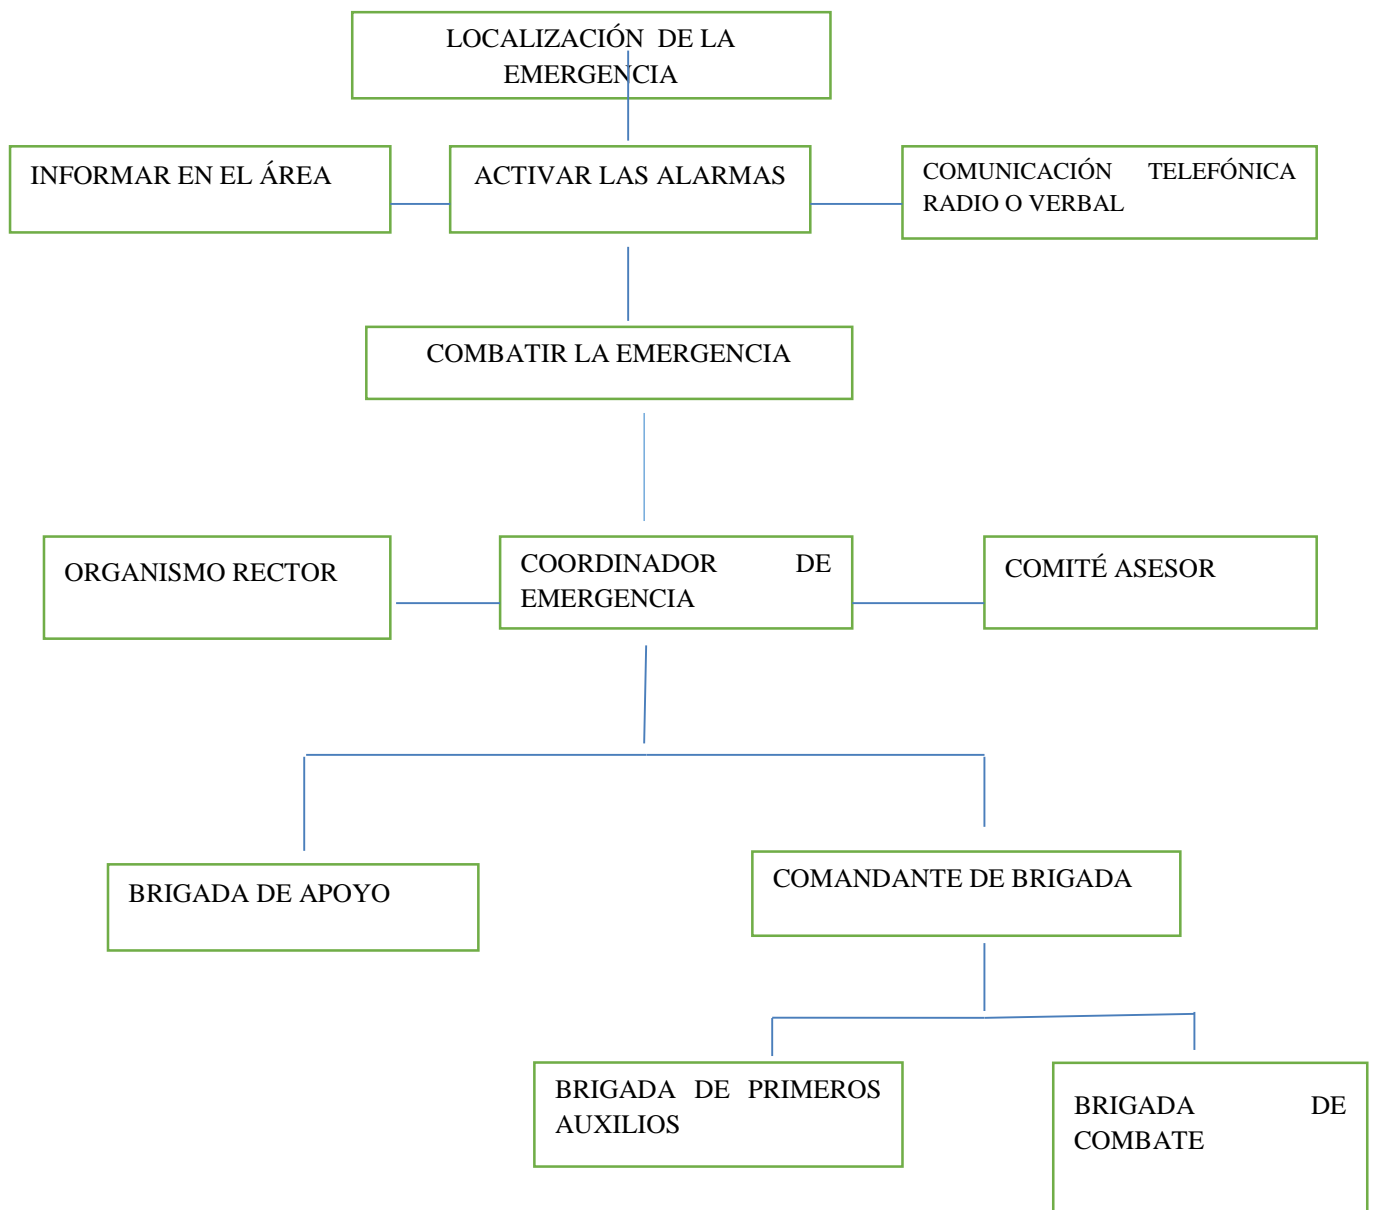 LOCALIZACIÓN DE LA
EMERGENCIA
INFORMAR EN EL ÁREA
ACTIVAR LAS ALARMAS
COMUNICACIÓN TELEFÓNICA
RADIO O VERBAL
COMBATIR LA EMERGENCIA
ORGANISMO RECTOR
COORDINADOR DE
EMERGENCIA
COMITÉ ASESOR
BRIGADA DE APOYO
COMANDANTE DE BRIGADA
BRIGADA DE PRIMEROS
AUXILIOS
BRIGADA DE
COMBATE